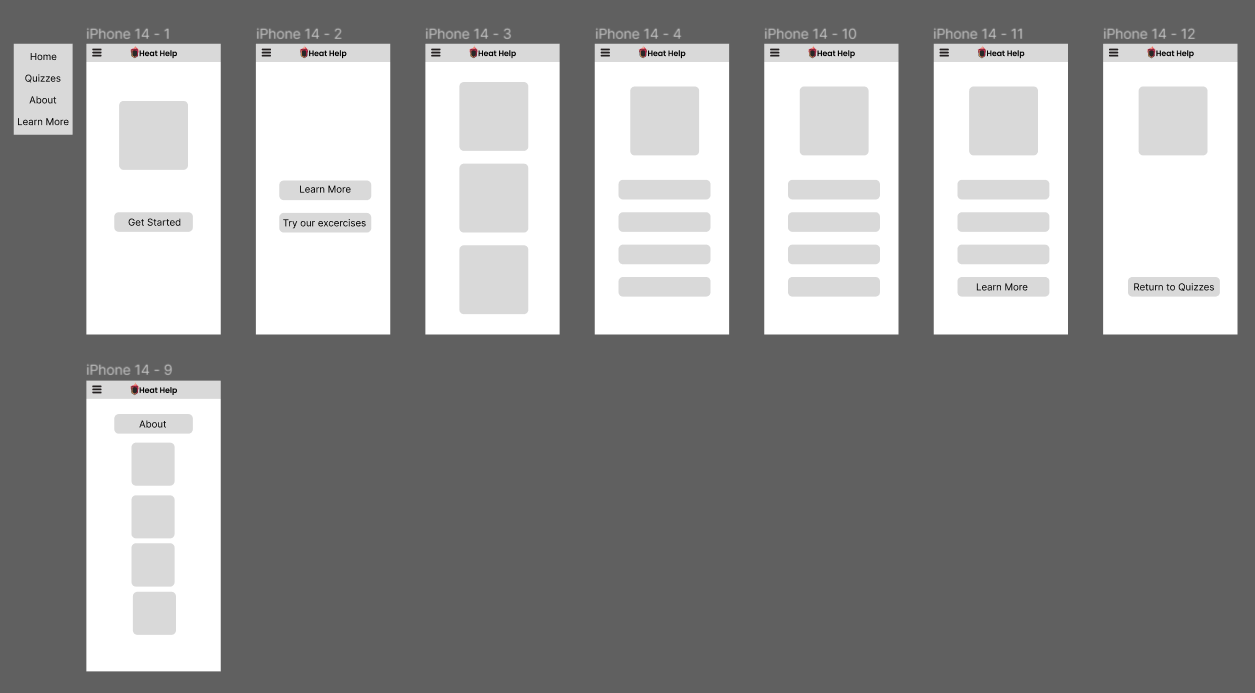 iPhone 14 - 1
iPhone 14 - 2
iPhone 14 - 3
iPhone 14 - 4
iPhone 14 - 10
iPhone 14 - 11
iPhone 14 - 12
Home
Quizzes
About
Learn More
Heat Help
Get Started
Heat Help
Learn More
Try our excercises
Heat Help
Heat Help
Heat Help
Heat Help
Learn More
Heat Help
Return to Quizzes
iPhone 14 - 9
Heat Help
About